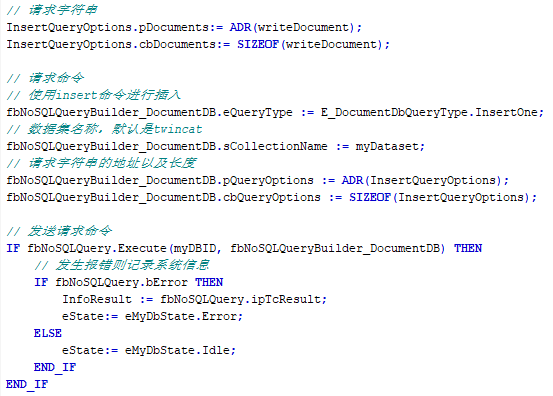 // 请求字符串
InsertQueryOptions.pDocuments:= ADR(writeDocument);
InsertQueryOptions.cbDocuments:= SIZEOF(writeDocument);
// 请求命令
// 使用insert命令进行插入
fbNoSQLQueryBuilder_DocumentDB.eQueryType := E_DocumentDbQueryType.InsertOne;
// 数据集名称，默认是twincat
fbNoSQLQueryBuilder_DocumentDB.sCollectionName := myDataset;
// 请求字符串的地址以及长度
fbNoSQLQueryBuilder_DocumentDB.pQueryOptions := ADR(InsertQueryOptions);
fbNoSQLQueryBuilder_DocumentDB.cbQueryOptions := SIZEOF(InsertQueryOptions);
// 发送请求命令
IF fbNoSQLQuery.Execute(myDBID, fbNoSQLQueryBuilder_DocumentDB) THEN
// 发生报错则记录系统信息
IF fbNoSQLQuery.bError THEN
InfoResult := fbNoSQLQuery.ipTcResult;
eState:= eMyDbState.Error;
ELSE
eState:= eMyDbState.Idle;
END_IF
END_IF